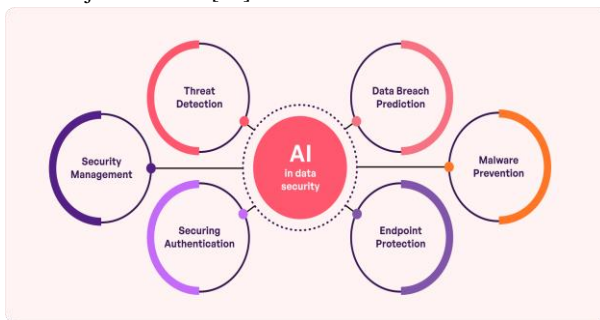 Threat
Detection
Data Breach
Prediction
Security
Management
AI
in data
security
Malware
Prevention
Securing
Authentication
Endpoint
Protection